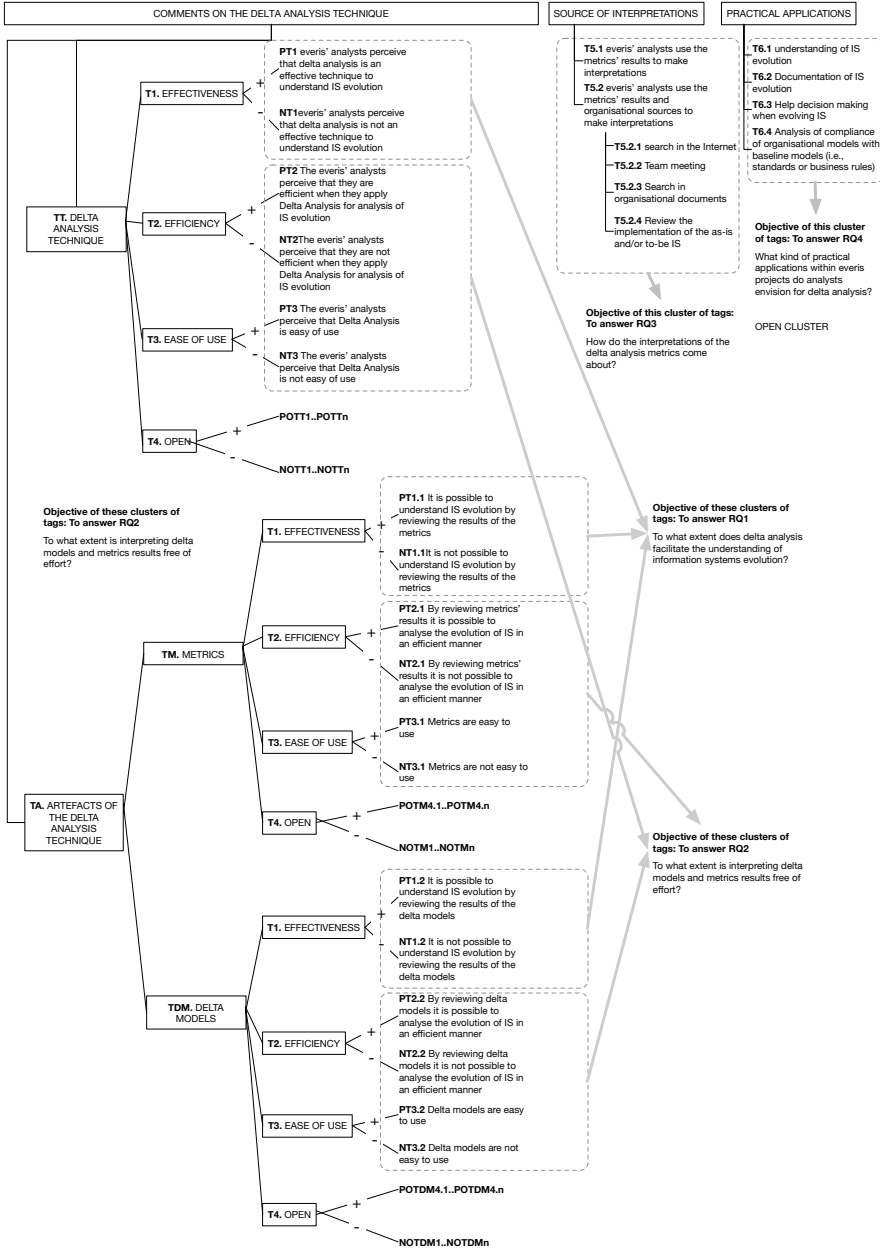 COMMENTS ON THE DELTA ANALYSIS TECHNIQUE
SOURCE OF INTERPRETATIONS
PRACTICAL APPLICATIONS
PT1 everis' analysts perceive
that delta analysis is an
effective technique to
understand IS evolution
T1. EFFECTIVENESS
+
-
NT1everis' analysts perceive
that delta analysis is not an
effective technique to
understand IS evolution
PT2 The everis' analysts
perceive that they are
efficient when they apply
Delta Analysis for analysis of
IS evolution
TT. DELTA
ANALYSIS
TECHNIQUE
T2. EFFICIENCY
+
-
NT2The everis' analysts
perceive that they are not
efficient when they apply
Delta Analysis for analysis of
IS evolution
PT3 The everis' analysts
perceive that Delta Analysis
is easy of use
T3. EASE OF USE
+
-
NT3 The everis' analysts
perceive that Delta Analysis
is not easy of use
POTT1..POTTn
T4. OPEN
+
-
NOTT1..NOTTn
T5.1 everis' analysts use the
metrics' results to make
interpretations
T5.2 everis' analysts use the
metrics' results and
organisational sources to
make interpretations
T5.2.1 search in the Internet
T5.2.2 Team meeting
T5.2.3 Search in
organisational documents
T5.2.4 Review the
implementation of the as-is
and/or to-be IS
Objective of this cluster of tags:
To answer RQ3
How do the interpretations of the
delta analysis metrics come
about?
T6.1 understanding of IS
evolution
T6.2 Documentation of IS
evolution
T6.3 Help decision making
when evolving IS
T6.4 Analysis of compliance
of organisational models with
baseline models (i.e.,
standards or business rules)
Objective of this cluster
of tags: To answer RQ4
What kind of practical
applications within everis
projects do analysts
envision for delta analysis?
OPEN CLUSTER
Objective of these clusters of
tags: To answer RQ2
To what extent is interpreting delta
models and metrics results free of
effort?
PT1.1 It is possible to
understand IS evolution by
reviewing the results of the
metrics
T1. EFFECTIVENESS
+
-
NT1.1It is not possible to
understand IS evolution by
reviewing the results of the
metrics
Objective of these clusters of
tags: To answer RQ1
To what extent does delta analysis
facilitate the understanding of
information systems evolution?
PT2.1 By reviewing metrics'
results it is possible to
analyse the evolution of IS in
an efficient manner
TM. METRICS
T2. EFFICIENCY
+
-
NT2.1 By reviewing metrics'
results it is not possible to
analyse the evolution of IS in
an efficient manner
PT3.1 Metrics are easy to
use
T3. EASE OF USE
+
-
NT3.1 Metrics are not easy to
use
TA. ARTEFACTS OF
THE DELTA
ANALYSIS
TECHNIQUE
POTM4.1..POTM4.n
T4. OPEN
+
-
NOTM1..NOTMn
Objective of these clusters of
tags: To answer RQ2
To what extent is interpreting delta
models and metrics results free of
effort?
PT1.2 It is possible to
understand IS evolution by
reviewing the results of the
delta models
T1. EFFECTIVENESS
+
-
NT1.2 It is not possible to
understand IS evolution by
reviewing the results of the
delta models
TDM. DELTA
MODELS
PT2.2 By reviewing delta
models it is possible to
analyse the evolution of IS in
an efficient manner
T2. EFFICIENCY
+
-
NT2.2 By reviewing delta
models it is not possible to
analyse the evolution of IS in
an efficient manner
PT3.2 Delta models are easy
to use
T3. EASE OF USE
+
-
NT3.2 Delta models are not
easy to use
POTDM4.1..POTDM4.n
T4. OPEN
+
-
NOTDM1..NOTDMn